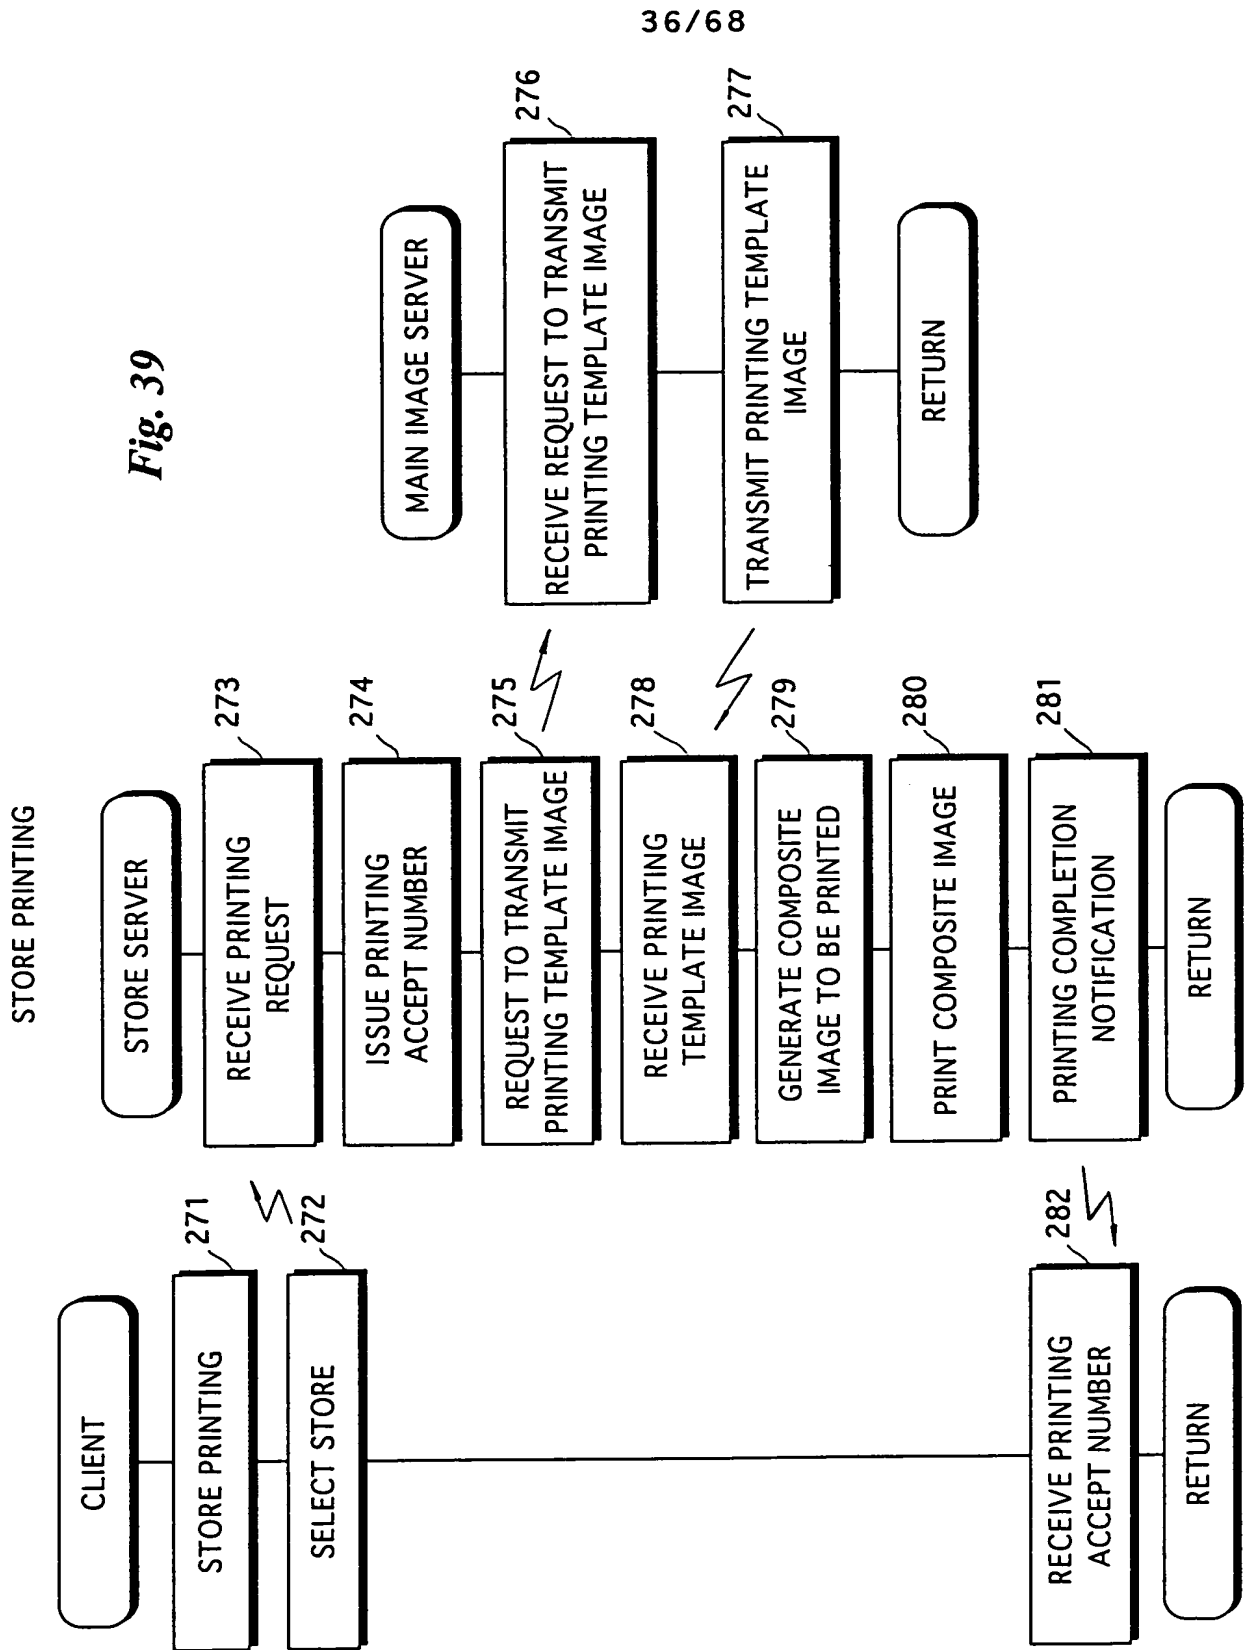 36/68
Fig. 39
STORE PRINTING
CLIENT
271
STORE PRINTING
272
SELECT STORE
282
RECEIVE PRINTING
ACCEPT NUMBER
RETURN
STORE SERVER
273
RECEIVE PRINTING
REQUEST
274
ISSUE PRINTING
ACCEPT NUMBER
275
REQUEST TO TRANSMIT
PRINTING TEMPLATE IMAGE
278
RECEIVE PRINTING
TEMPLATE IMAGE
279
GENERATE COMPOSITE
IMAGE TO BE PRINTED
280
PRINT COMPOSITE IMAGE
281
PRINTING COMPLETION
NOTIFICATION
RETURN
MAIN IMAGE SERVER
276
RECEIVE REQUEST TO TRANSMIT
PRINTING TEMPLATE IMAGE
277
TRANSMIT PRINTING TEMPLATE
IMAGE
RETURN